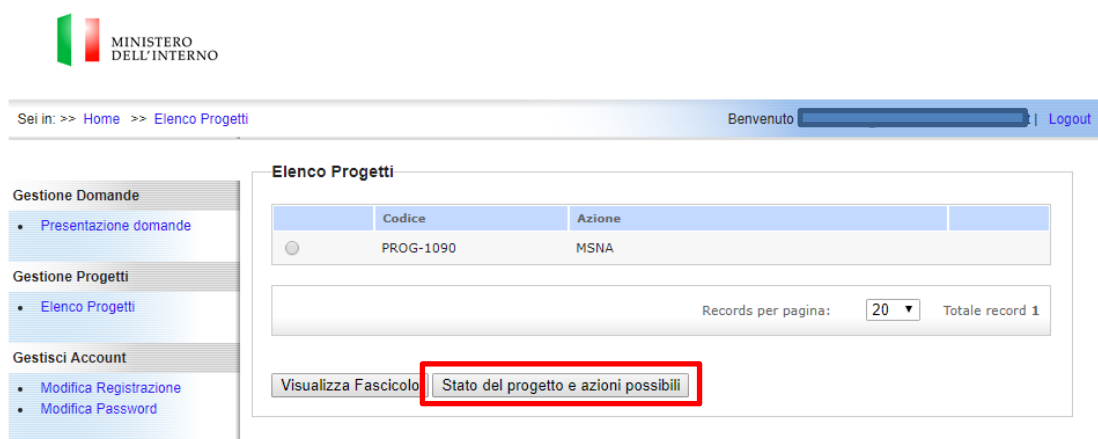 MINISTERO
DELL'INTERNO
Sei in: >> Home >> Elenco Progetti
Benvenuto | Logout
Gestione Domande
• Presentazione domande
Gestione Progetti
• Elenco Progetti
Gestisci Account
• Modifica Registrazione
• Modifica Password
Elenco Progetti
Codice Azione
PROG-1090 MSNA
Records per pagina: 20 Totale record 1
Visualizza Fascicolo Stato del progetto e azioni possibili